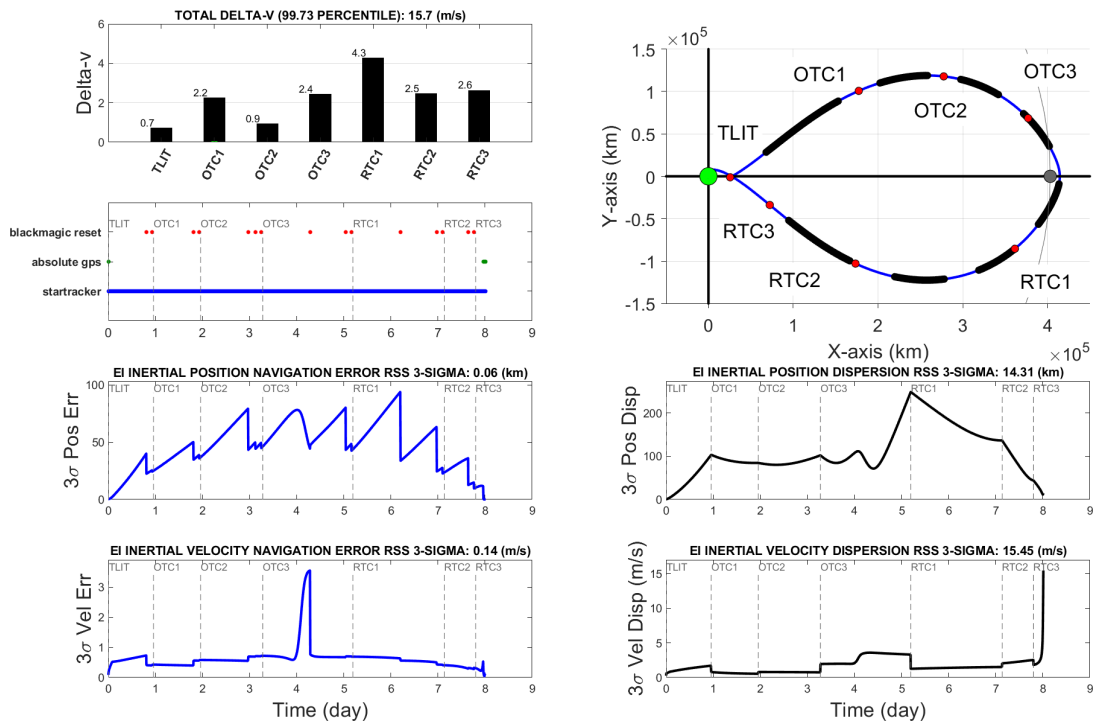 TOTAL DELTA-V (99.73 PERCENTILE): 15.7 (m/s)
Delta-v
6
4
2
0
0.7
2.2
0.9
2.4
4.3
2.5
2.6
TLIT
OTC1
OTC2
OTC3
RTC1
RTC2
RTC3
×10^5
1.5
1
0.5
0
-0.5
-1
-1.5
Y-axis (km)
OTC1
OTC3
OTC2
TLIT
RTC3
RTC2
RTC1
0 1 2 3 4
X-axis (km)
×10^5
TLIT OTC1 OTC2 OTC3 RTC1 RTC2 RTC3
blackmagic reset
absolute gps
startracker
0 1 2 3 4 5 6 7 8 9
EI INERTIAL POSITION NAVIGATION ERROR RSS 3-SIGMA: 0.06 (km)
TLIT OTC1 OTC2 OTC3 RTC1 RTC2 RTC3
3σ Pos Err
100
50
0
0 1 2 3 4 5 6 7 8 9
EI INERTIAL POSITION DISPERSION RSS 3-SIGMA: 14.31 (km)
TLIT OTC1 OTC2 OTC3 RTC1 RTC2 RTC3
3σ Pos Disp
200
100
0
0 1 2 3 4 5 6 7 8 9
EI INERTIAL VELOCITY NAVIGATION ERROR RSS 3-SIGMA: 0.14 (m/s)
TLIT OTC1 OTC2 OTC3 RTC1 RTC2 RTC3
3σ Vel Err
3
2
1
0
0 1 2 3 4 5 6 7 8 9
Time (day)
EI INERTIAL VELOCITY DISPERSION RSS 3-SIGMA: 15.45 (m/s)
TLIT OTC1 OTC2 OTC3 RTC1 RTC2 RTC3
3σ Vel Disp (m/s)
15
10
5
0
0 1 2 3 4 5 6 7 8 9
Time (day)